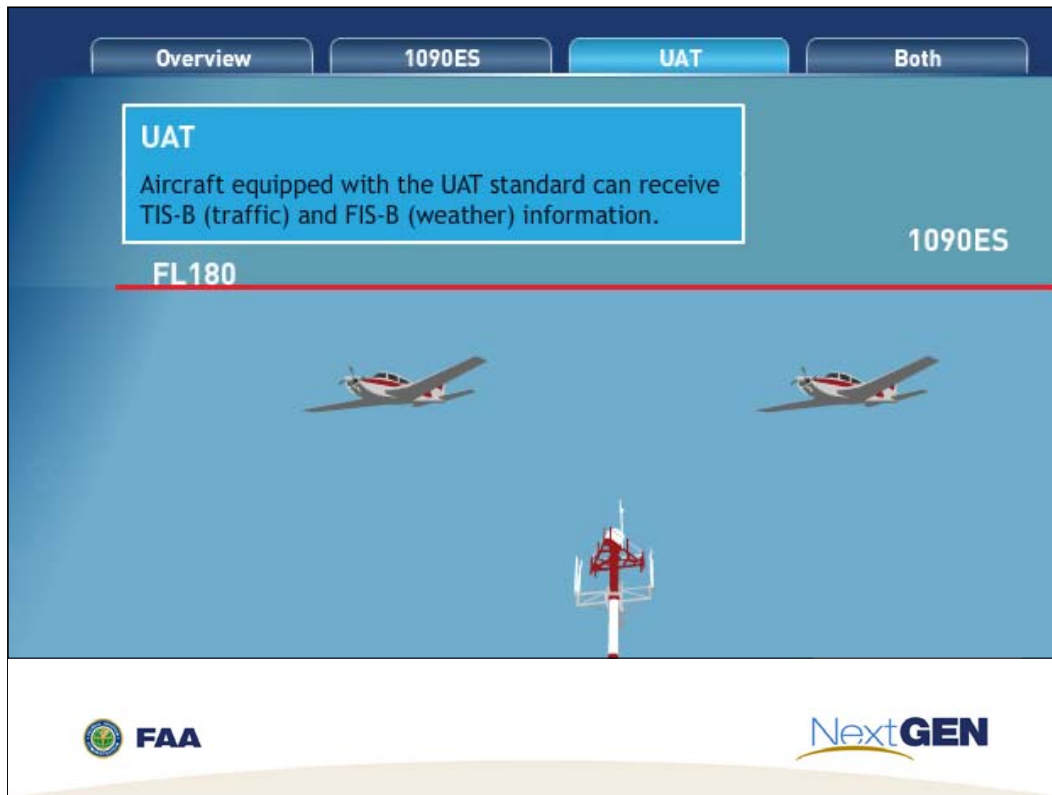 Overview
1090ES
UAT
Both
UAT
Aircraft equipped with the UAT standard can receive
TIS-B (traffic) and FIS-B (weather) information.
1090ES
FL180
FAA
NextGEN